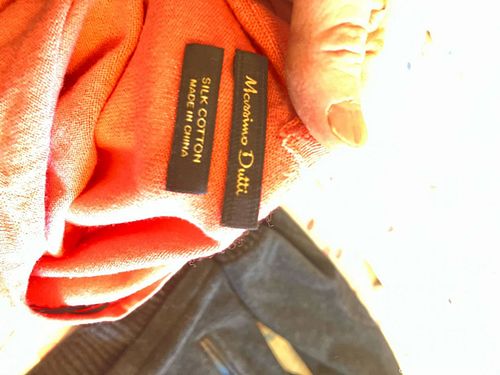 Massimo Dutti
SILK COTTON
MADE IN CHINA